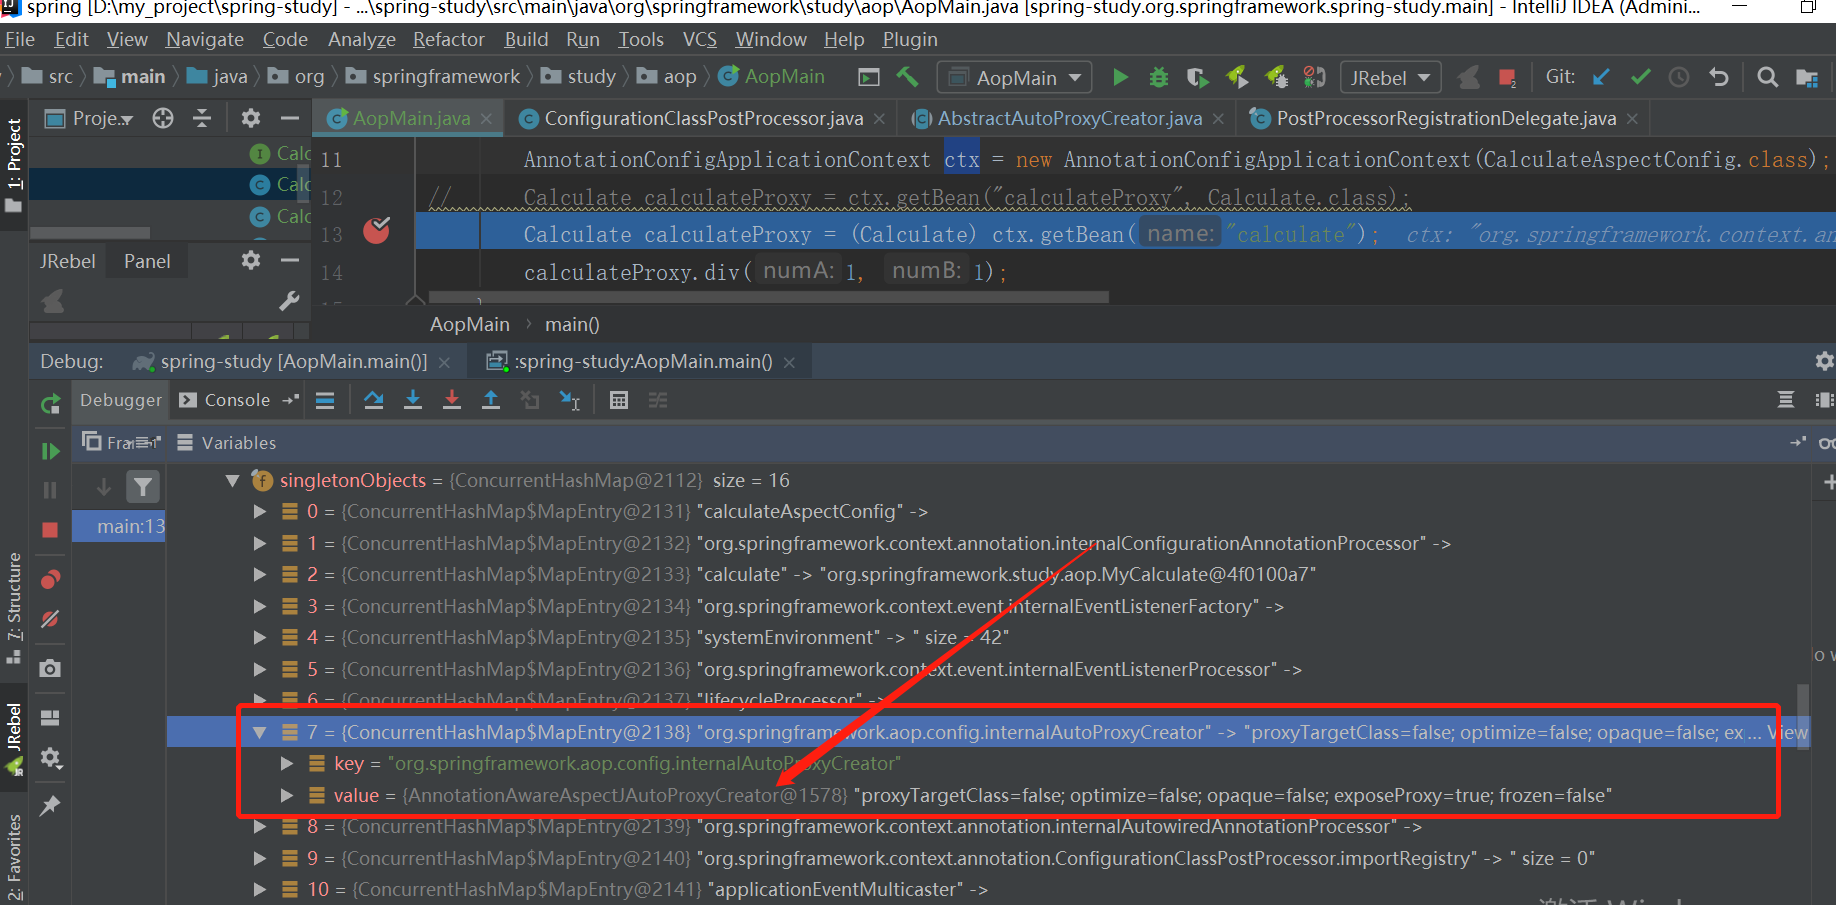 spring [D:\my_project\spring-study] - ...\spring-study\src\main\java\org\springframework\study\aop\AopMain.java [spring-study.org.springframework.spring-study.main] - IntelliJ IDEA (Admini...
File Edit View Navigate Code Analyze Refactor Build Run Tools VCS Window Help Plugin
src main java org springframework study aop AopMain AopMain JRebel Git:
Proje... AopMain.java ConfigurationClassPostProcessor.java AbstractAutoProxyCreator.java PostProcessorRegistrationDelegate.java
1: Project
Calc
Calc
Calc
11 AnnotationConfigApplicationContext ctx = new AnnotationConfigApplicationContext(CalculateAspectConfig.class);
12 // Calculate calculateProxy = ctx.getBean("calculateProxy", Calculate.class);
13 Calculate calculateProxy = (Calculate) ctx.getBean( name: "calculate"); ctx: "org.springframework.context.an
14 calculateProxy.div( numA: 1, numB: 1);
JRebel Panel
AopMain main()
Debug: spring-study [AopMain.main()] :spring-study:AopMain.main()
Debugger Console
Variables
main:13
singletonObjects = {ConcurrentHashMap@2112} size = 16
0 = {ConcurrentHashMap$MapEntry@2131} "calculateAspectConfig" ->
1 = {ConcurrentHashMap$MapEntry@2132} "org.springframework.context.annotation.internalConfigurationAnnotationProcessor" ->
2 = {ConcurrentHashMap$MapEntry@2133} "calculate" -> "org.springframework.study.aop.MyCalculate@4f0100a7"
3 = {ConcurrentHashMap$MapEntry@2134} "org.springframework.context.event.internalEventListenerFactory" ->
4 = {ConcurrentHashMap$MapEntry@2135} "systemEnvironment" -> " size = 42"
5 = {ConcurrentHashMap$MapEntry@2136} "org.springframework.context.event.internalEventListenerProcessor" ->
6 = {ConcurrentHashMap$MapEntry@2137} "lifecycleProcessor" ->
7 = {ConcurrentHashMap$MapEntry@2138} "org.springframework.aop.config.internalAutoProxyCreator" -> "proxyTargetClass=false; optimize=false; opaque=false; ex... View
key = "org.springframework.aop.config.internalAutoProxyCreator"
value = {AnnotationAwareAspectJAutoProxyCreator@1578} "proxyTargetClass=false; optimize=false; opaque=false; exposeProxy=true; frozen=false"
8 = {ConcurrentHashMap$MapEntry@2139} "org.springframework.context.annotation.internalAutowiredAnnotationProcessor" ->
9 = {ConcurrentHashMap$MapEntry@2140} "org.springframework.context.annotation.ConfigurationClassPostProcessor.importRegistry" -> " size = 0"
10 = {ConcurrentHashMap$MapEntry@2141} "applicationEventMulticaster" ->
7: Structure
JRebel
2: Favorites